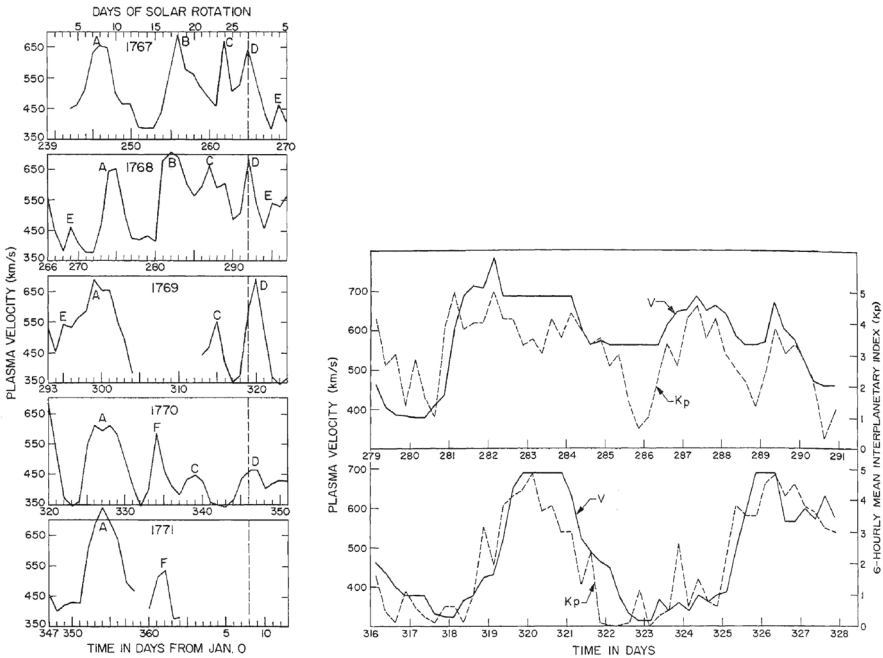 DAYS OF SOLAR ROTATION
5 10 15 20 25 5
A 1767 B C D E
650
550
450
350
239 250 260 270
E A 1768 B C D E
650
550
450
350
266 270 280 292
E A 1769 C D
650
550
450
350
293 300 310 320
A 1770 F C D
650
550
450
350
320 330 340 350
A 1771 F
650
550
450
350
347 350 360 5 10
TIME IN DAYS FROM JAN, O
PLASMA VELOCITY (km/s)
700
600
500
400
V
Kp
5
4
3
2
1
0
279 280 281 282 283 284 285 286 287 288 289 290 291
700
600
500
400
V
Kp
5
4
3
2
1
0
316 317 318 319 320 321 322 323 324 325 326 327 328
TIME IN DAYS
PLASMA VELOCITY (km/s)
6-HOURLY MEAN INTERPLANETARY INDEX (Kp)